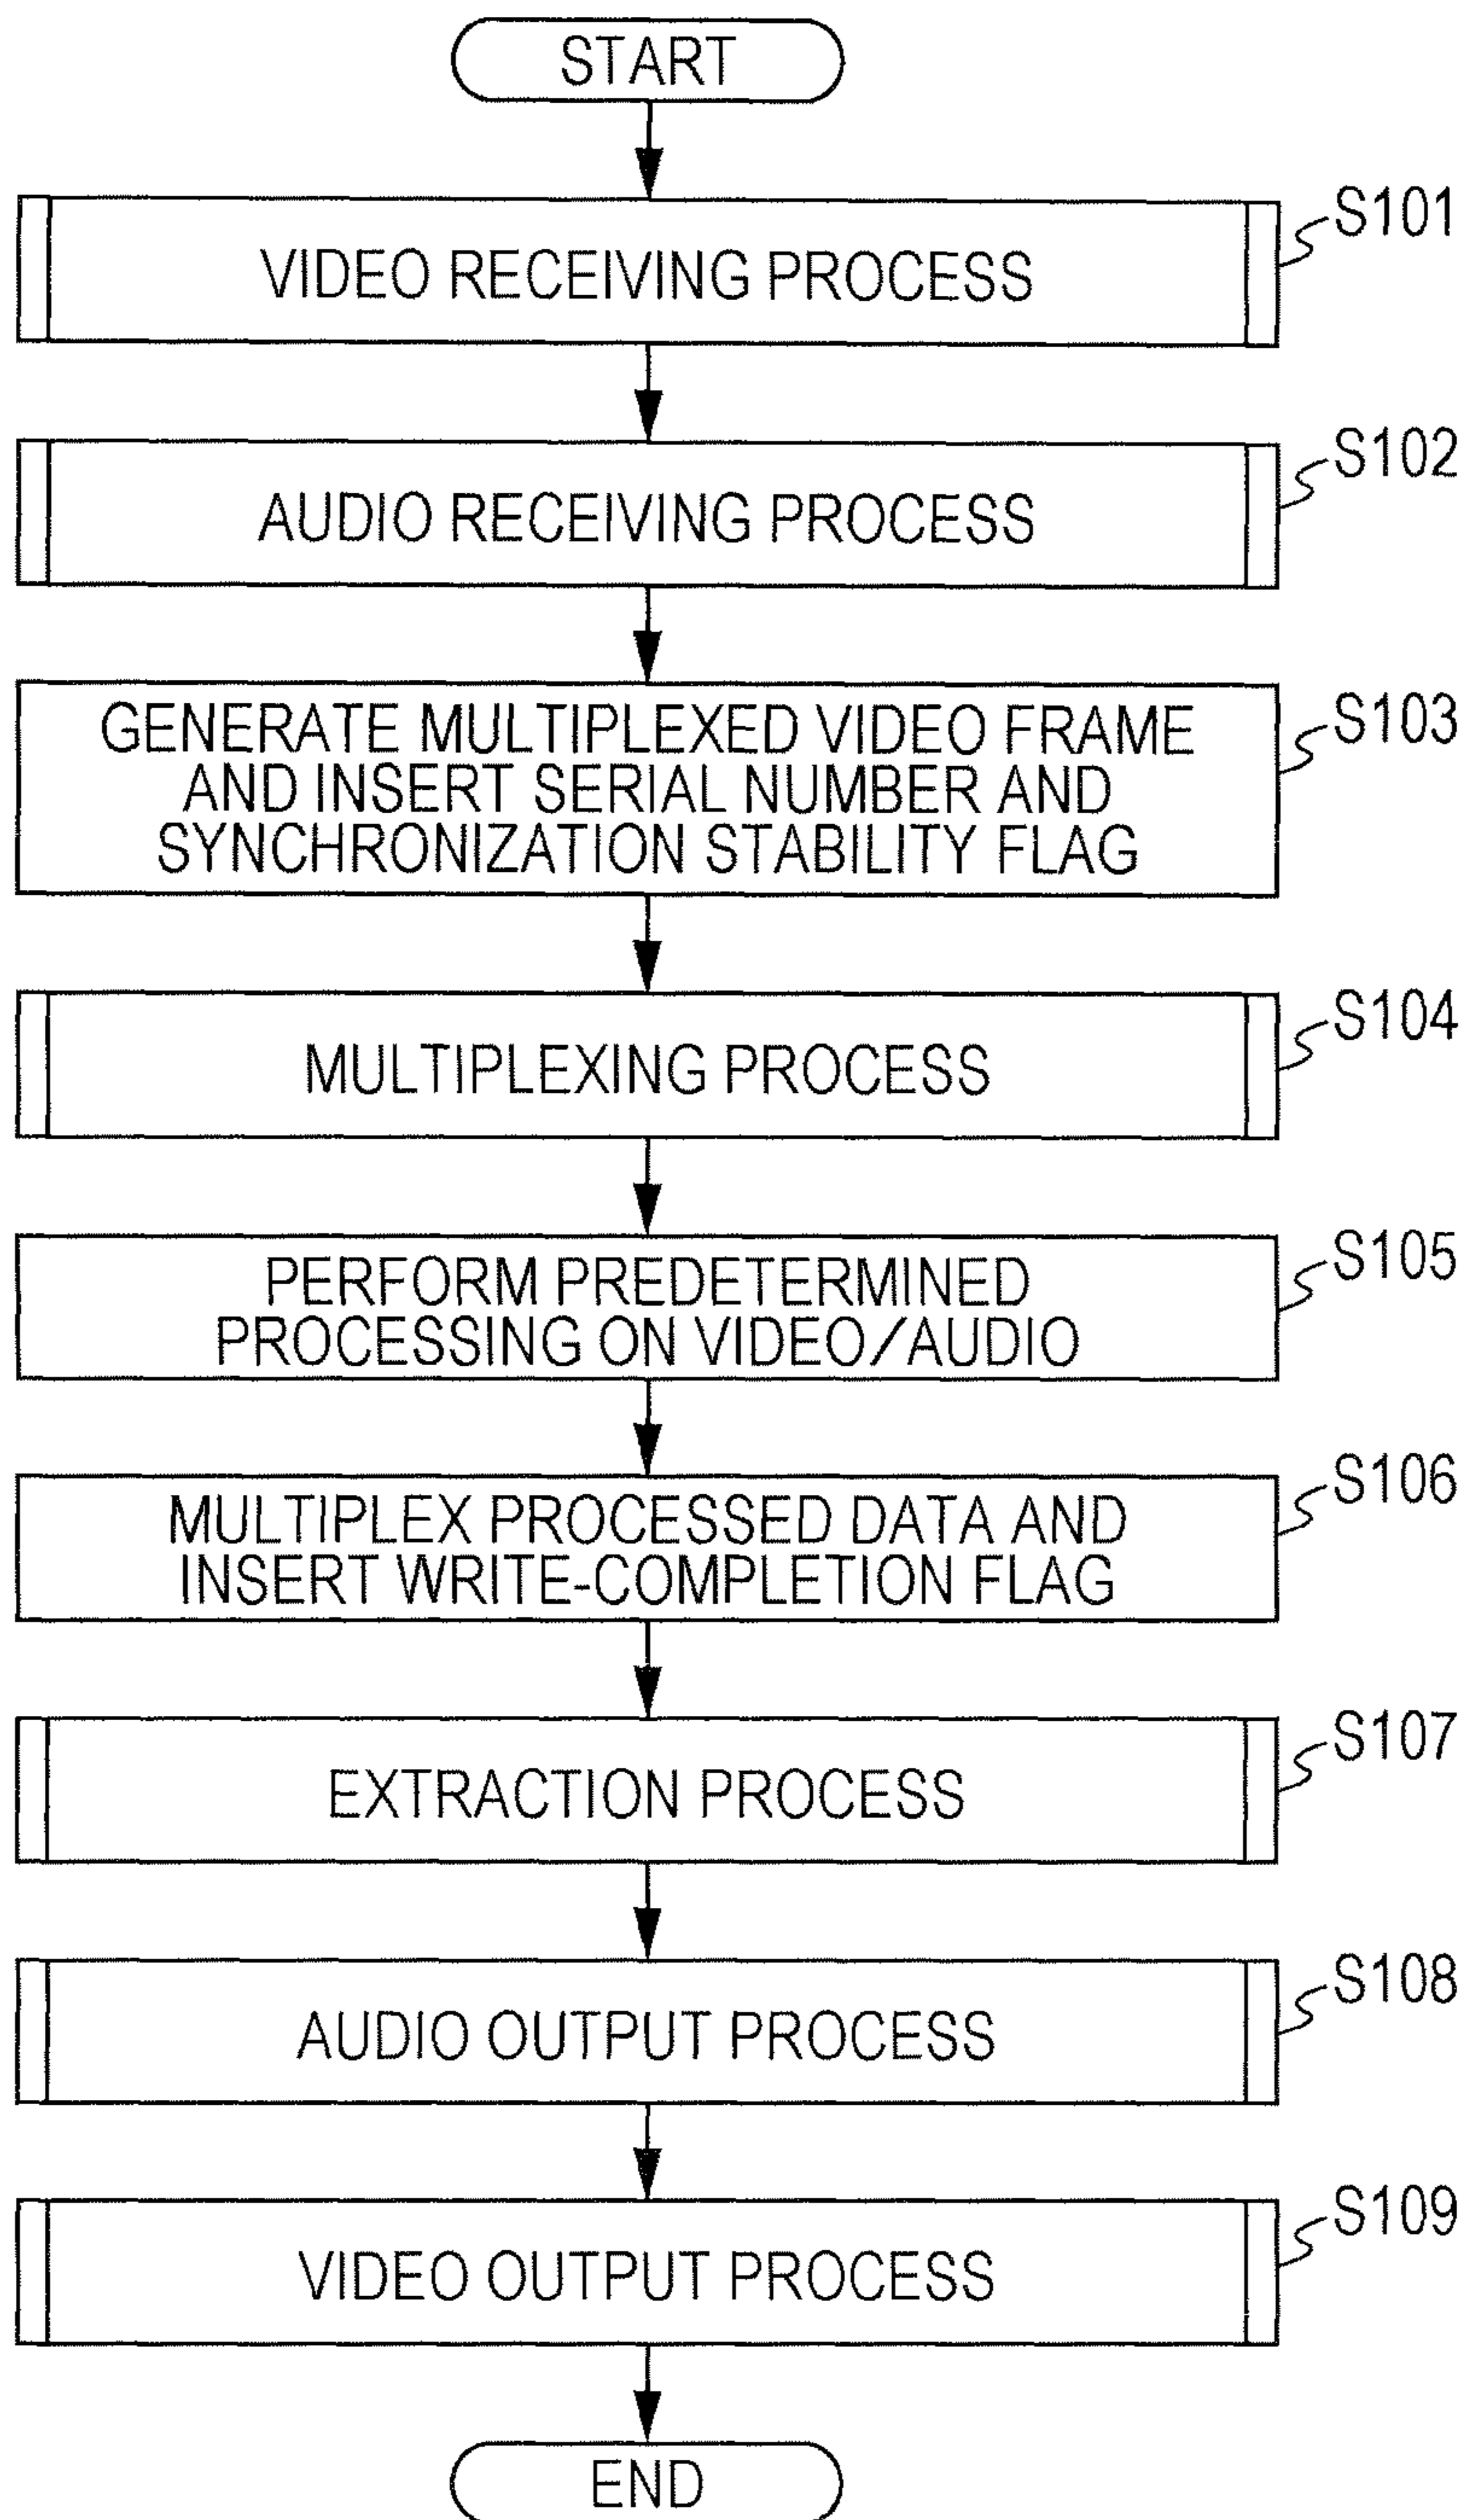 START
S101
VIDEO RECEIVING PROCESS
S102
AUDIO RECEIVING PROCESS
S103
GENERATE MULTIPLEXED VIDEO FRAME
AND INSERT SERIAL NUMBER AND
SYNCHRONIZATION STABILITY FLAG
S104
MULTIPLEXING PROCESS
S105
PERFORM PREDETERMINED
PROCESSING ON VIDEO/AUDIO
S106
MULTIPLEX PROCESSED DATA AND
INSERT WRITE-COMPLETION FLAG
S107
EXTRACTION PROCESS
S108
AUDIO OUTPUT PROCESS
S109
VIDEO OUTPUT PROCESS
END